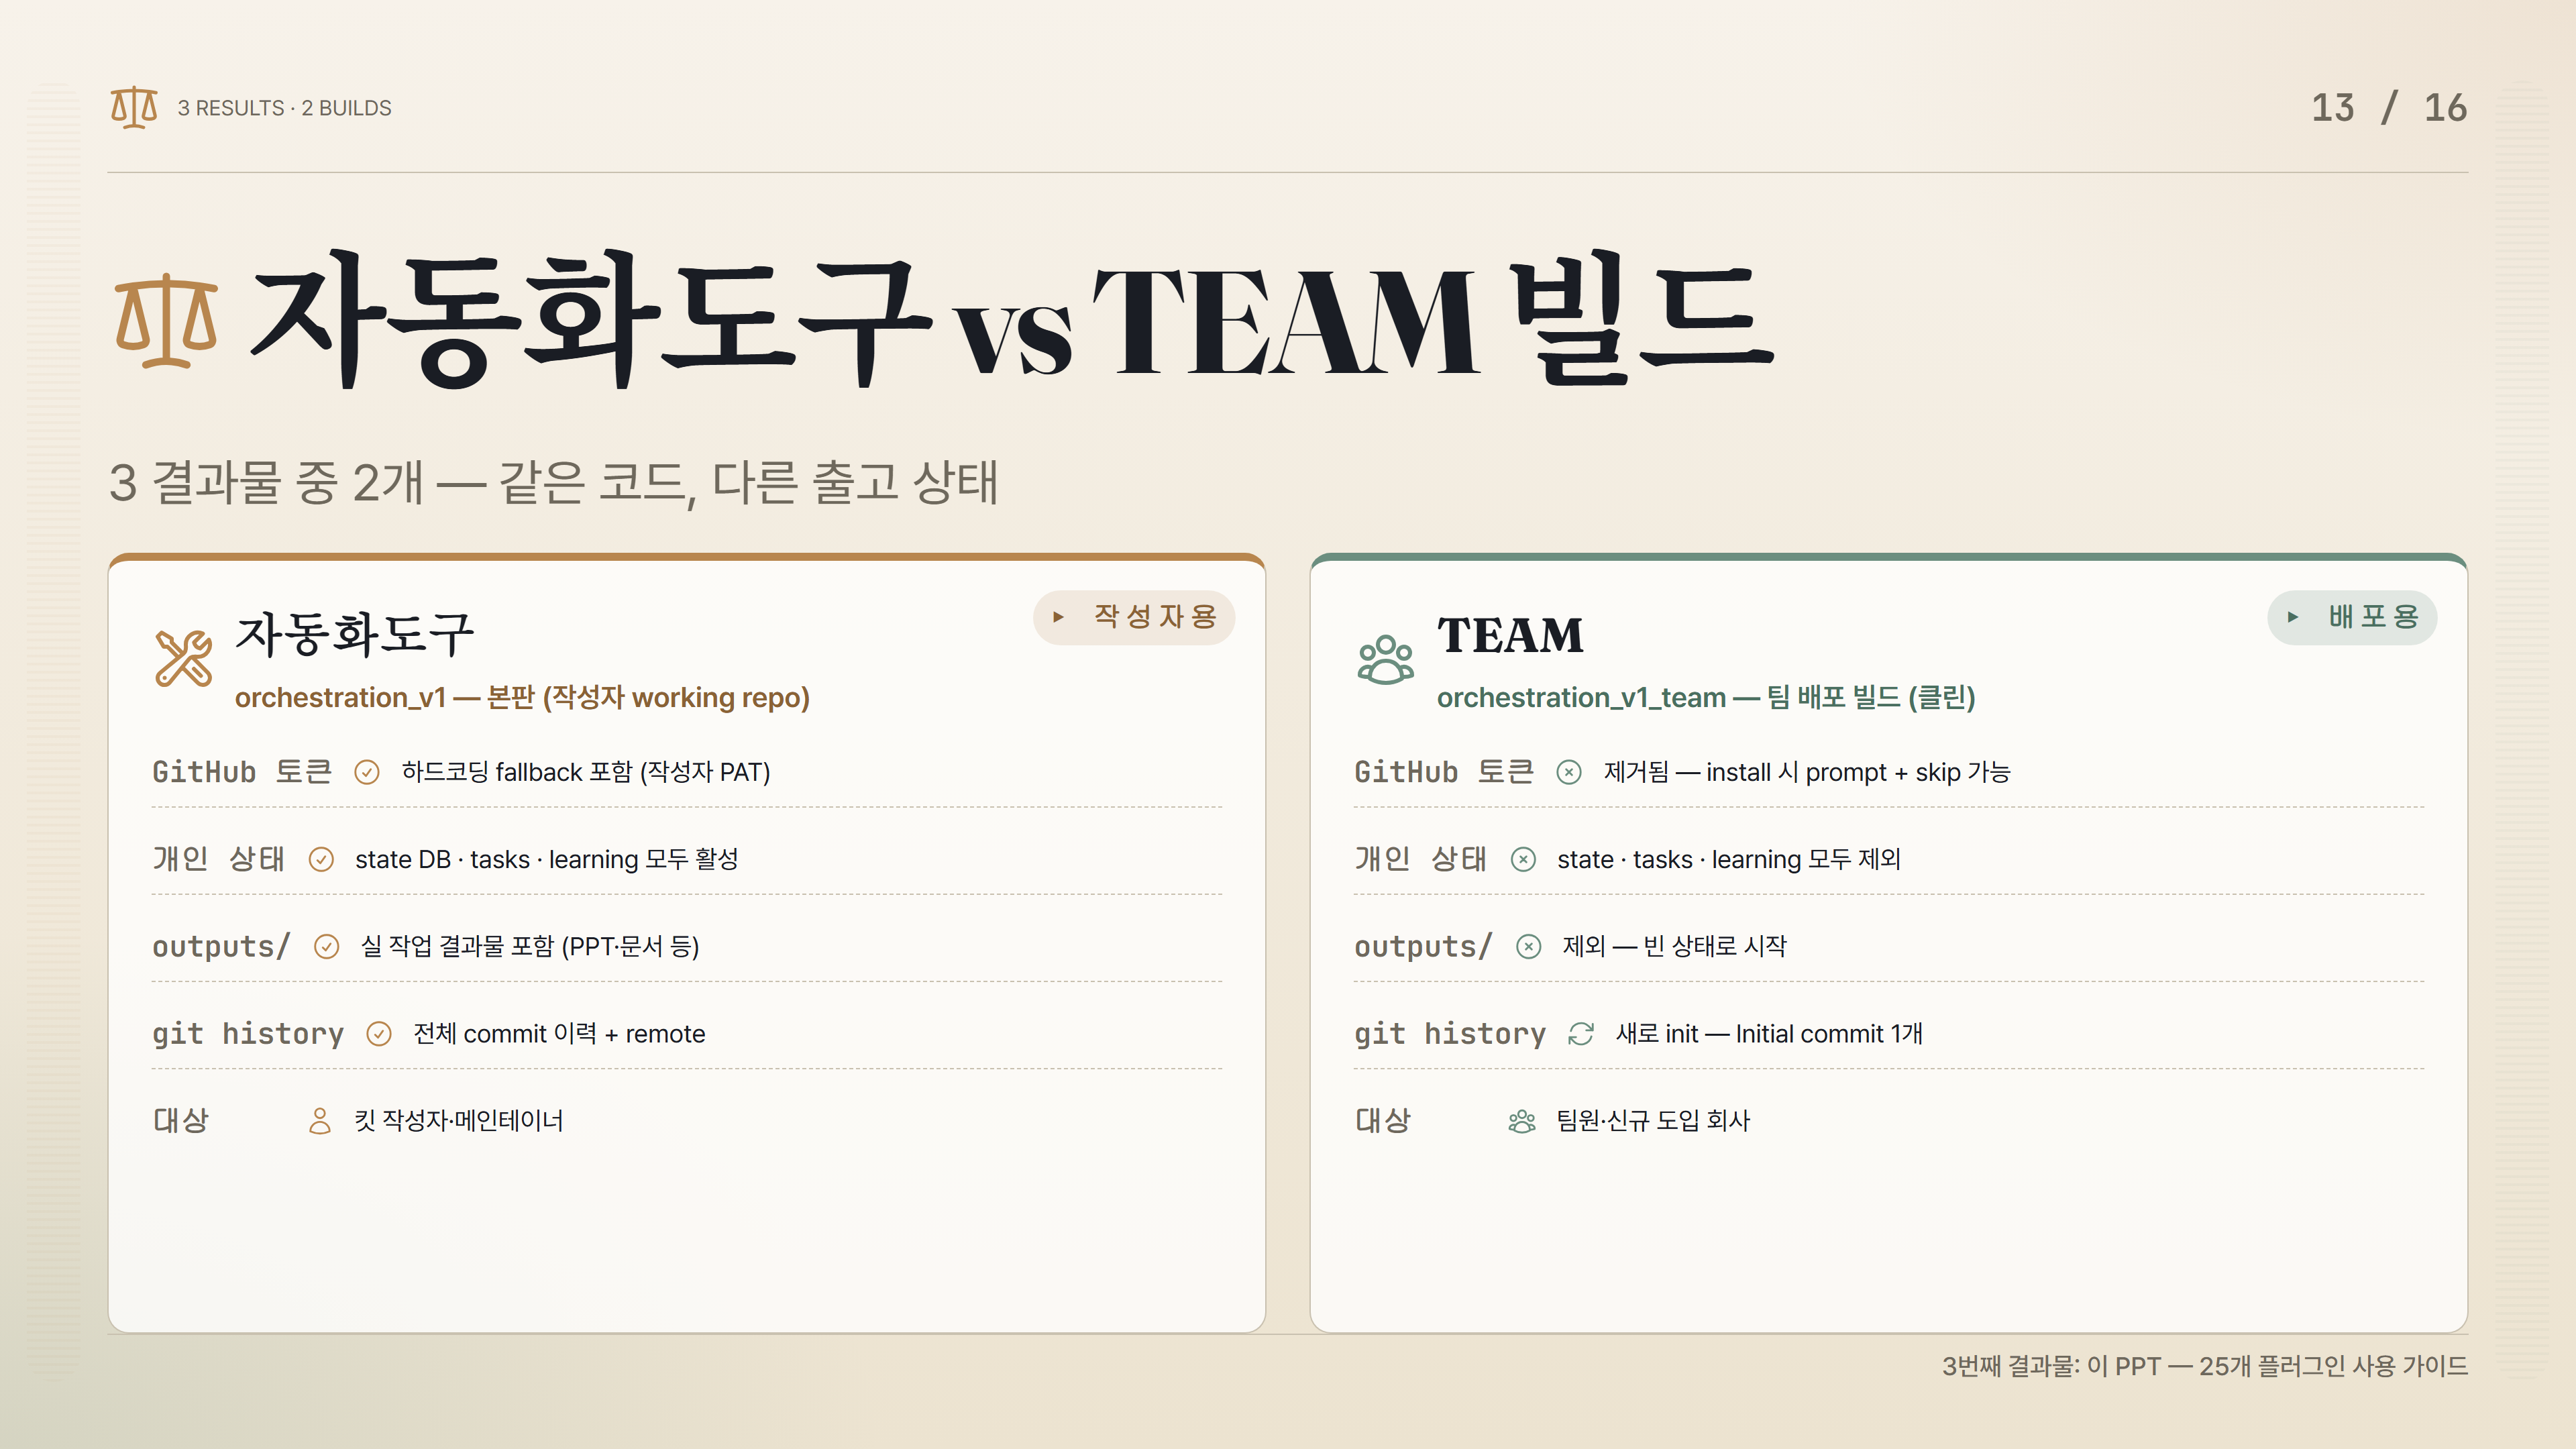 3 RESULTS · 2 BUILDS
13 / 16
자동화도구 vs TEAM 빌드
3 결과물 중 2개 — 같은 코드, 다른 출고 상태
자동화도구
▸ 작성자용
orchestration_v1 — 본판 (작성자 working repo)
GitHub 토큰 하드코딩 fallback 포함 (작성자 PAT)
개인 상태 state DB · tasks · learning 모두 활성
outputs/ 실 작업 결과물 포함 (PPT·문서 등)
git history 전체 commit 이력 + remote
대상 킷 작성자·메인테이너
TEAM
▸ 배포용
orchestration_v1_team — 팀 배포 빌드 (클린)
GitHub 토큰 제거됨 — install 시 prompt + skip 가능
개인 상태 state · tasks · learning 모두 제외
outputs/ 제외 — 빈 상태로 시작
git history 새로 init — Initial commit 1개
대상 팀원·신규 도입 회사
3번째 결과물: 이 PPT — 25개 플러그인 사용 가이드